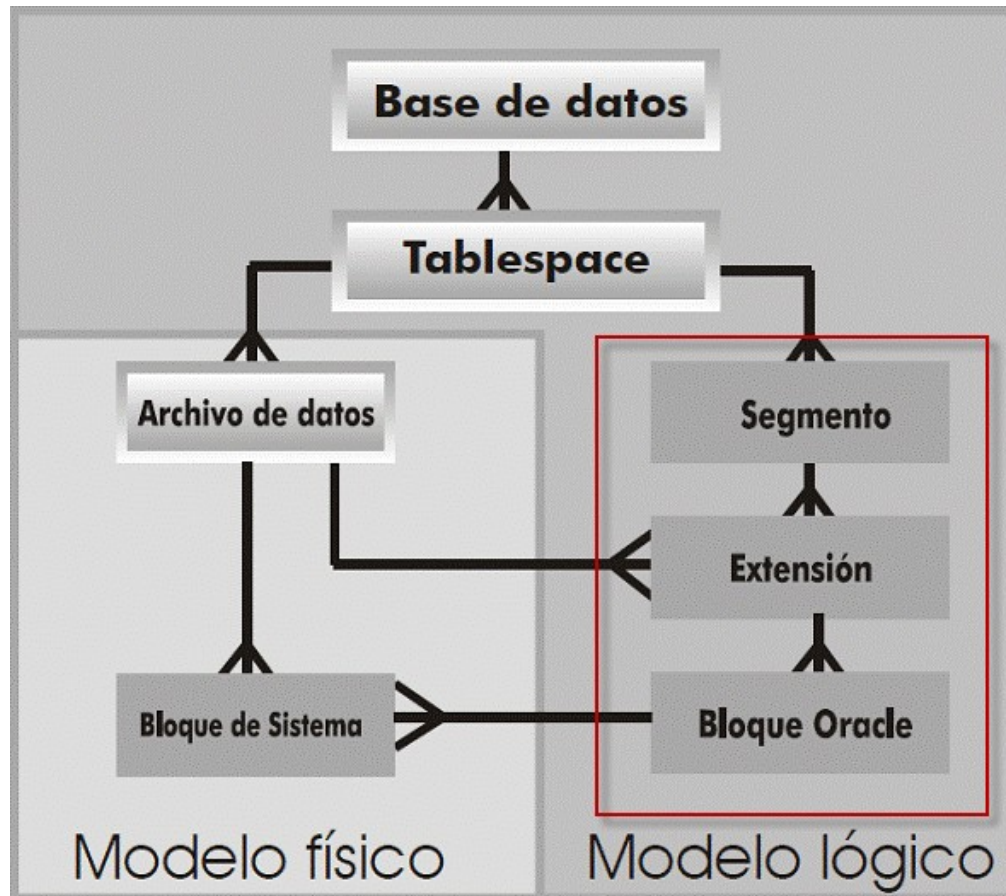 Base de datos
Tablespace
Archivo de datos
Segmento
Extensión
Bloque de Sistema
Bloque Oracle
Modelo físico
Modelo lógico